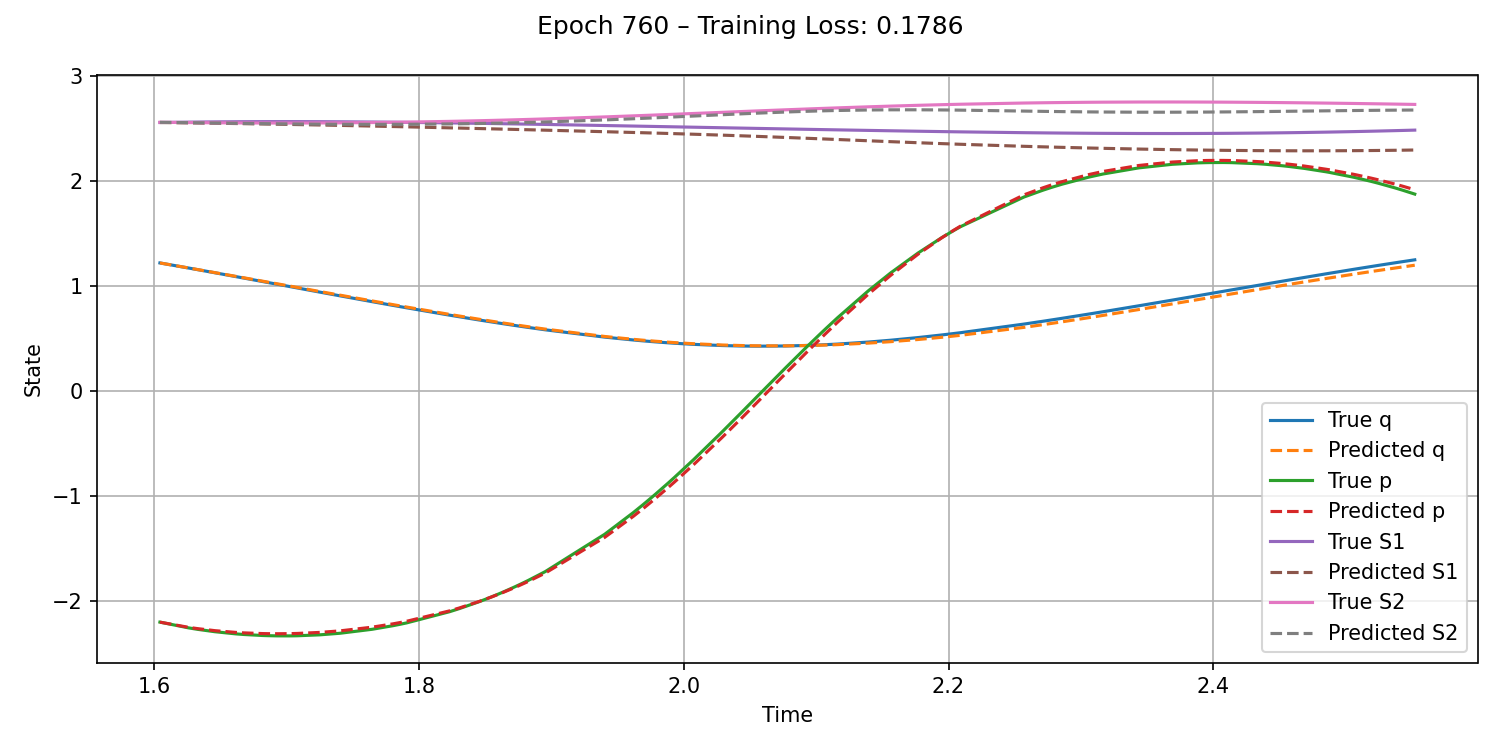 Epoch 760 – Training Loss: 0.1786
3
2
1
0
−1
−2
State
1.6
1.8
2.0
2.2
2.4
Time
True q
Predicted q
True p
Predicted p
True S1
Predicted S1
True S2
Predicted S2